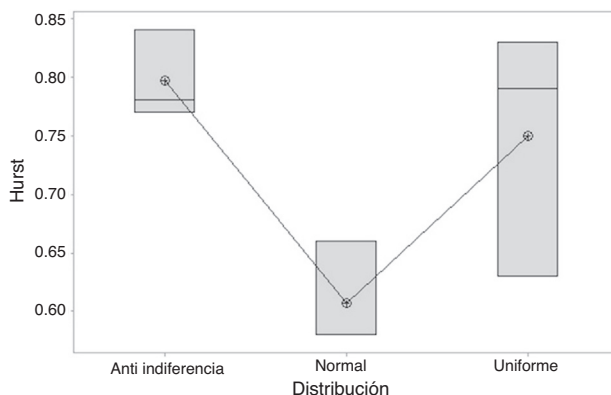 0.85
0.80
0.75
0.70
0.65
0.60
Hurst
Anti indiferencia
Normal
Uniforme
Distribución